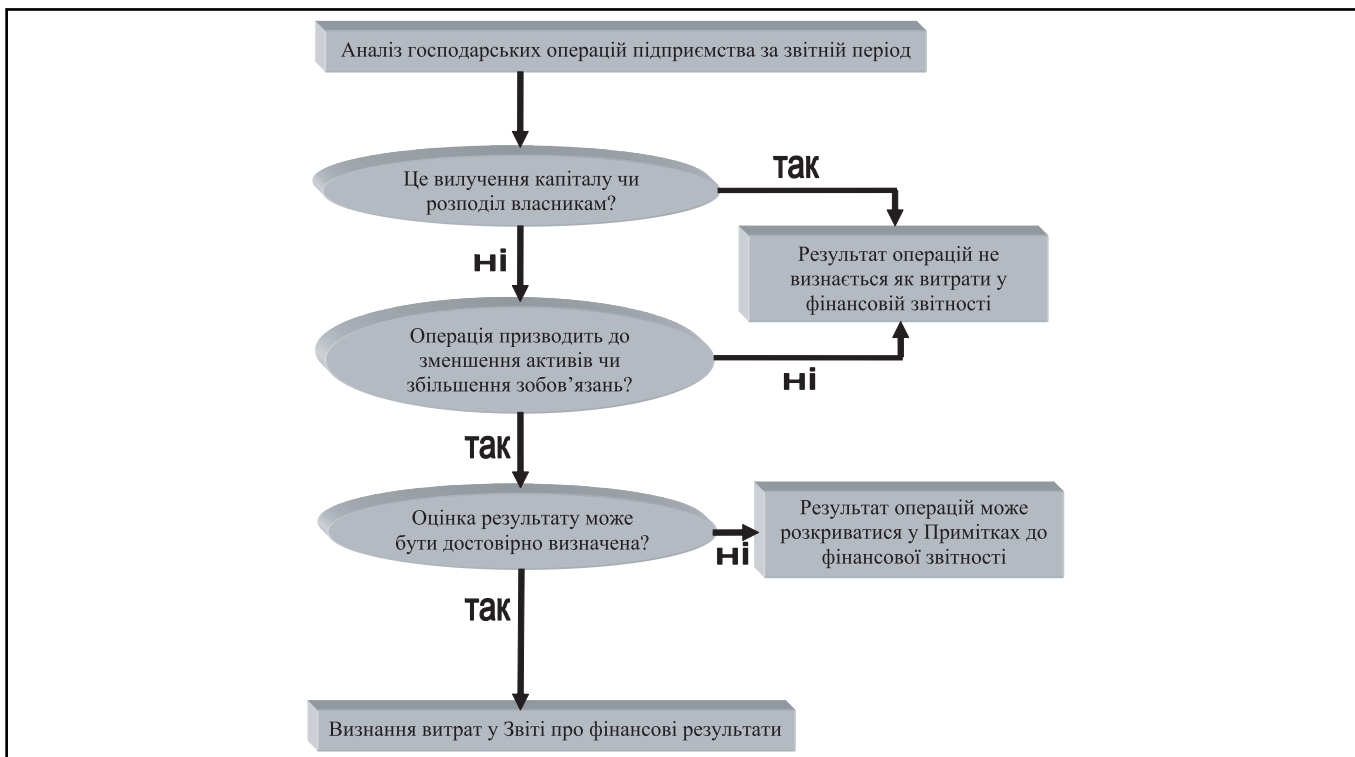 Аналіз господарських операцій підприємства за звітній період
Це вилучення капіталу чи
розподіл власникам?
так
ні
Результат операцій не
визнається як витрати у
фінансовій звітності
Операція призводить до
зменшення активів чи
збільшення зобов’язань?
ні
так
Оцінка результату може
бути достовірно визначена?
ні
Результат операцій може
розкриватися у Примітках до
фінансової звітності
так
Визнання витрат у Звіті про фінансові результати